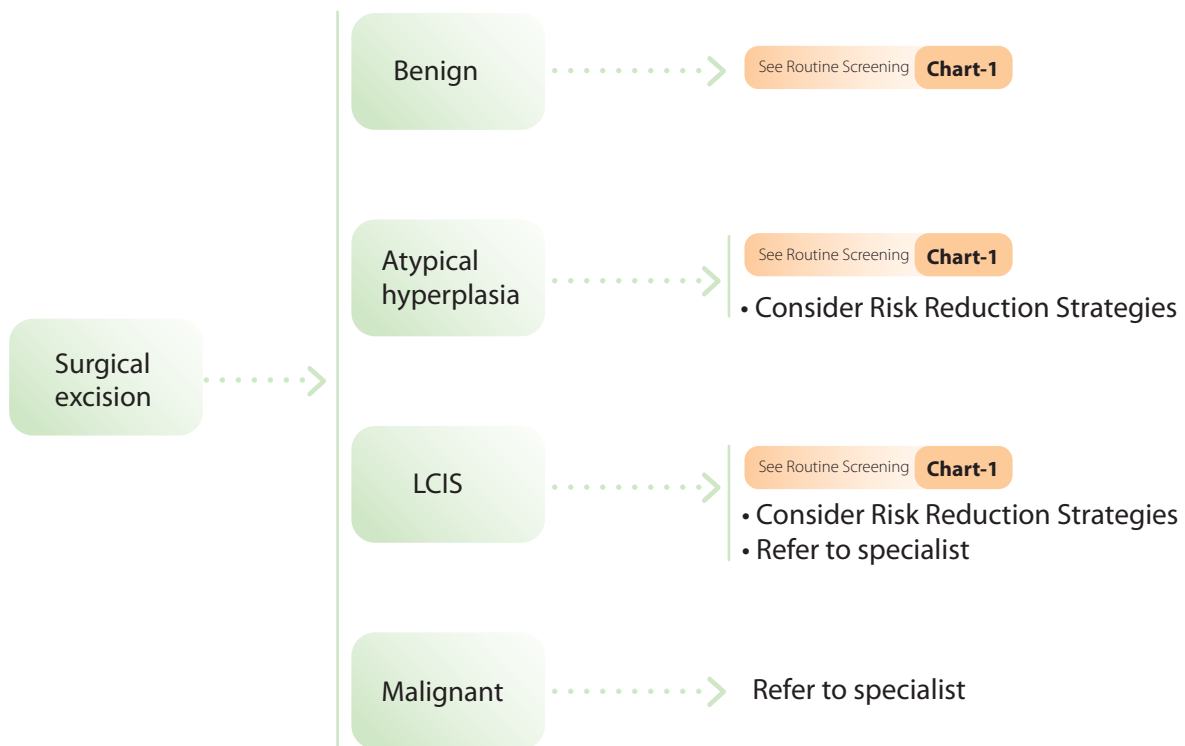 Benign
See Routine Screening Chart-1
Atypical
hyperplasia
See Routine Screening Chart-1
• Consider Risk Reduction Strategies
Surgical
excision
LCIS
See Routine Screening Chart-1
• Consider Risk Reduction Strategies
• Refer to specialist
Malignant
Refer to specialist